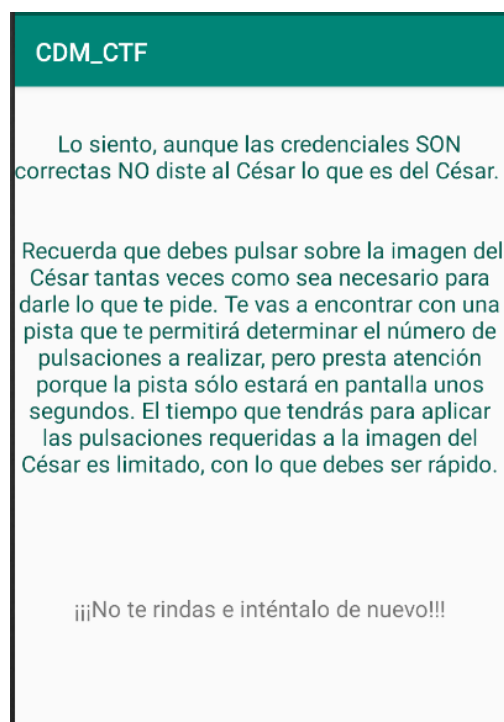 CDM_CTF
Lo siento, aunque las credenciales SON
correctas NO diste al César lo que es del César.
Recuerda que debes pulsar sobre la imagen del
César tantas veces como sea necesario para
darle lo que te pide. Te vas a encontrar con una
pista que te permitirá determinar el número de
pulsaciones a realizar, pero presta atención
porque la pista sólo estará en pantalla unos
segundos. El tiempo que tendrás para aplicar
las pulsaciones requeridas a la imagen del
César es limitado, con lo que debes ser rápido.
¡¡¡No te rindas e inténtalo de nuevo!!!